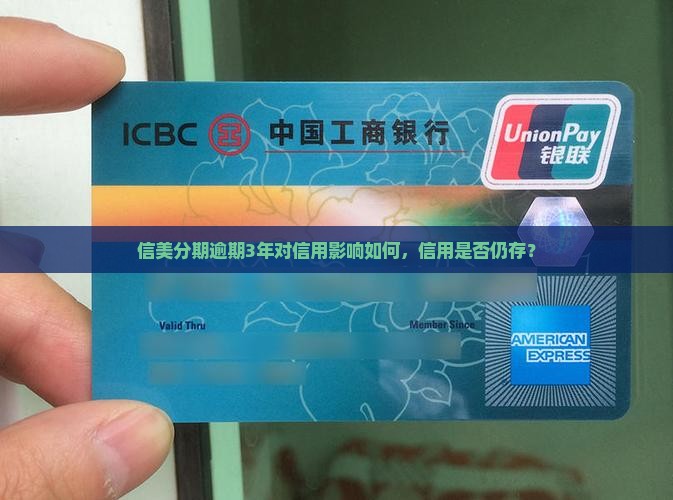 ICBC 中国工商银行
UnionPay
银联
信美分期逾期3年对信用影响如何，信用是否仍存？
Valid Thru
Member Since
AMERICAN
EXPRESS